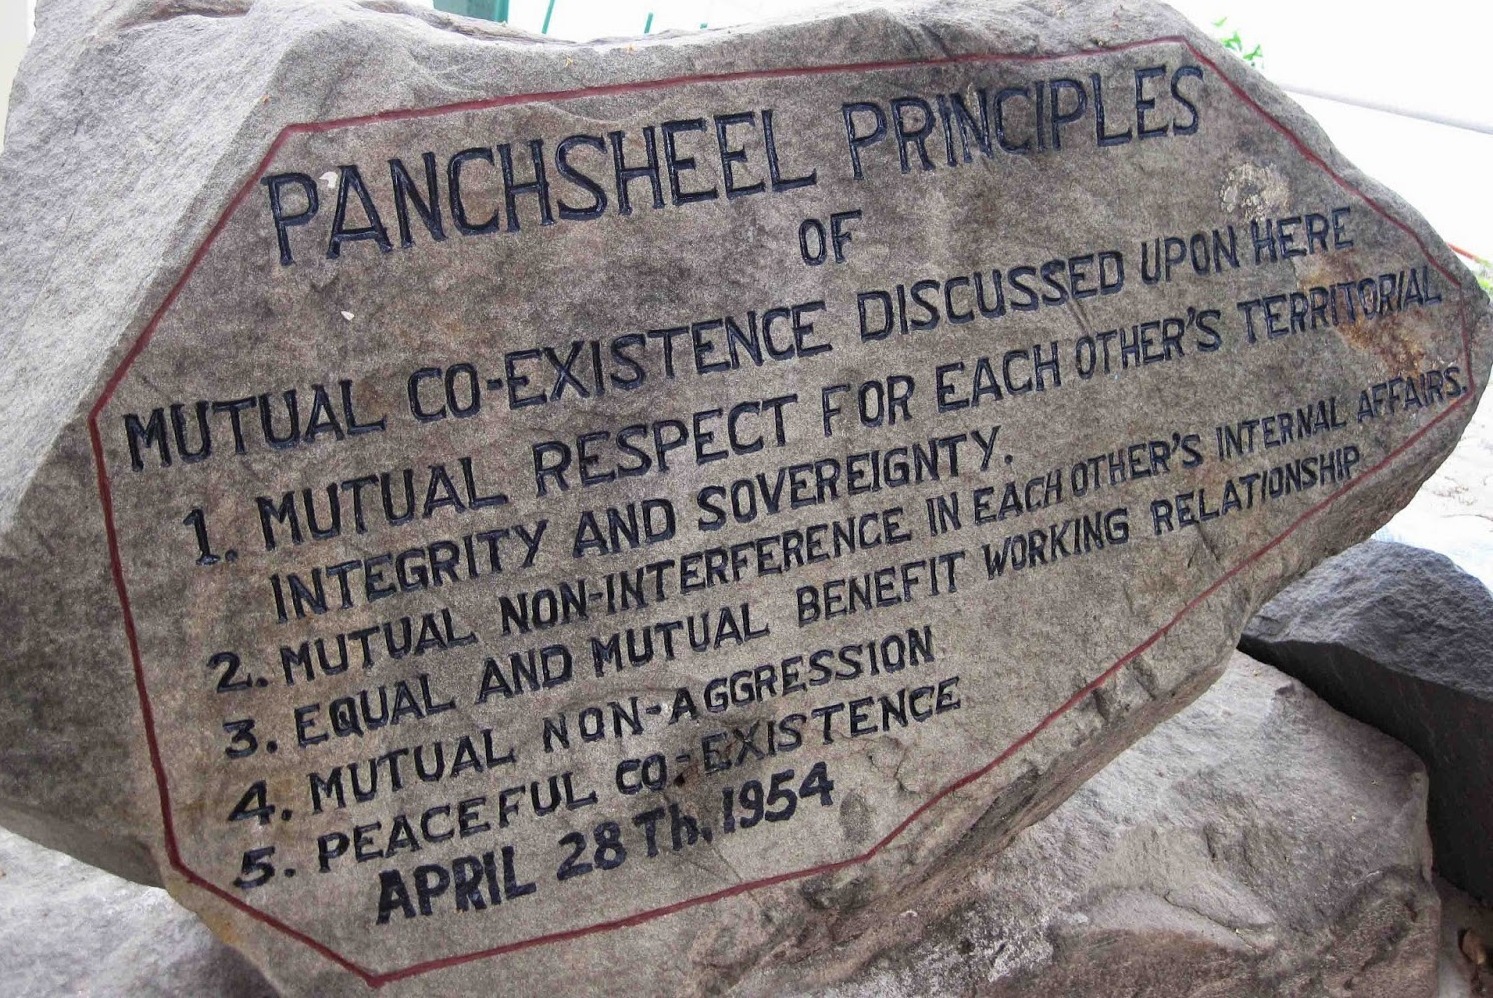 PANCHSHEEL PRINCIPLES
OF
MUTUAL CO-EXISTENCE DISCUSSED UPON HERE
1. MUTUAL RESPECT FOR EACH OTHER'S TERRITORIAL
INTEGRITY AND SOVEREIGNTY.
2. MUTUAL NON-INTERFERENCE IN EACH OTHER'S INTERNAL AFFAIRS.
3. EQUAL AND MUTUAL BENEFIT WORKING RELATIONSHIP
4. MUTUAL NON-AGGRESSION
5. PEACEFUL CO-EXISTENCE
APRIL 28Th, 1954